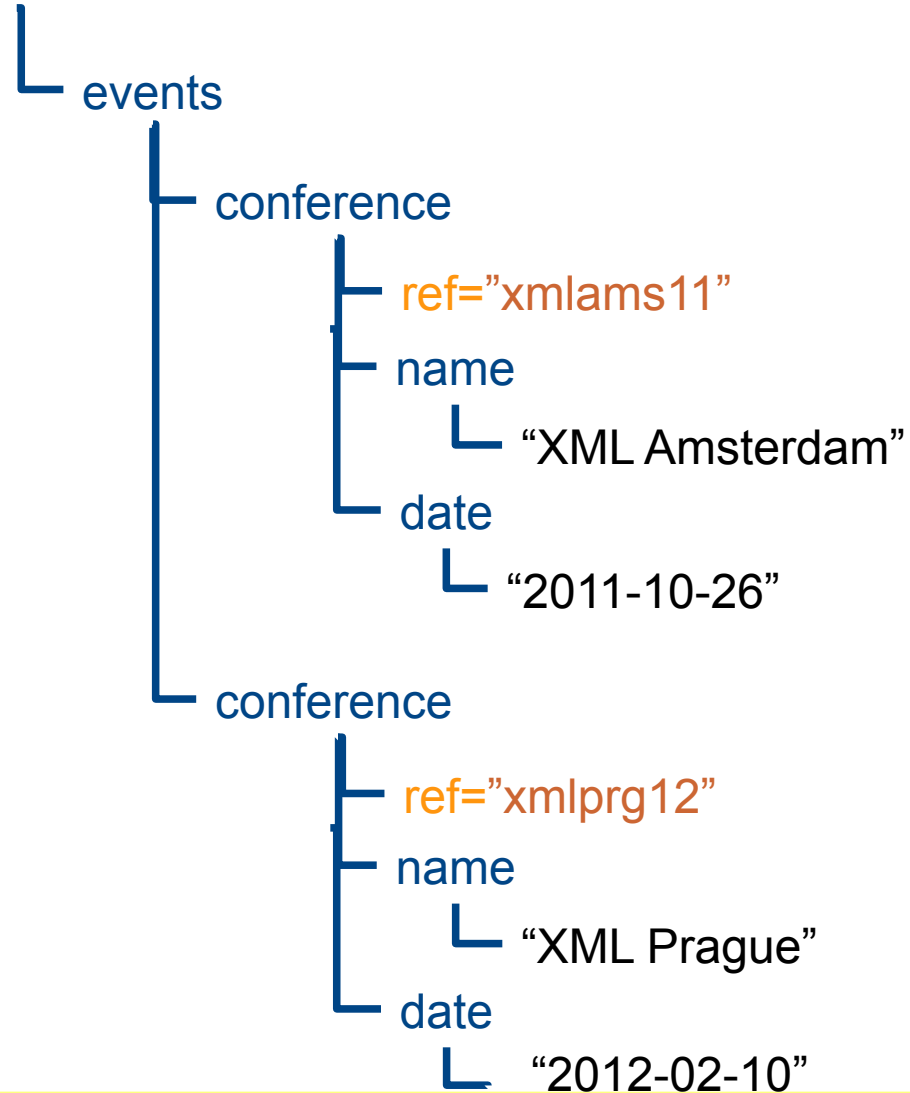 events
conference
ref=”xmlams11”
name
“XML Amsterdam”
date
“2011-10-26”
conference
ref=”xmlprg12”
name
“XML Prague”
date
“2012-02-10”